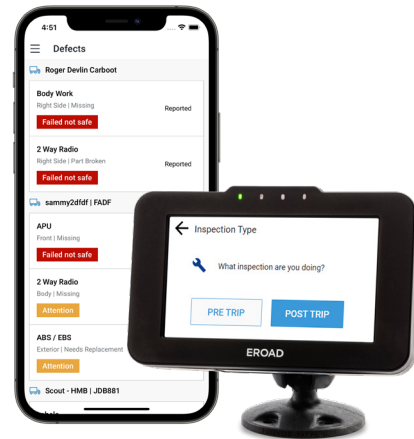 4:51
Defects
Roger Devlin Carboot
Body Work
Right Side | Missing
Reported
Failed not safe
2 Way Radio
Right Side | Part Broken
Reported
Failed not safe
sammy2dfdf | FADF
APU
Front | Missing
Failed not safe
2 Way Radio
Body | Missing
Attention
ABS / EBS
Exterior | Needs Replacement
Attention
Scout - HMB | JDB881
Inspection Type
What inspection are you doing?
PRE TRIP
POST TRIP
EROAD